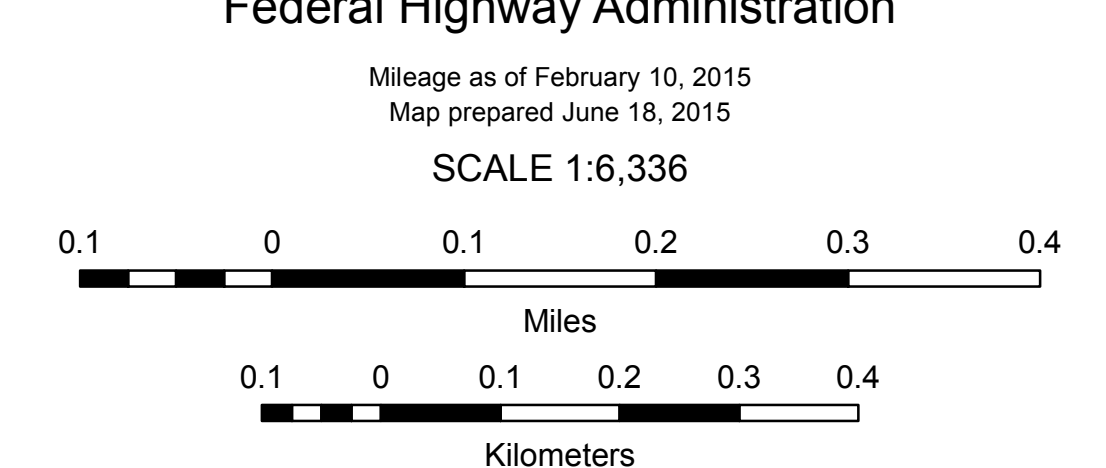 Federal Highway Administration
Mileage as of February 10, 2015
Map prepared June 18, 2015
SCALE 1:6,336
0.1 0 0.1 0.2 0.3 0.4
Miles
0.1 0 0.1 0.2 0.3 0.4
Kilometers